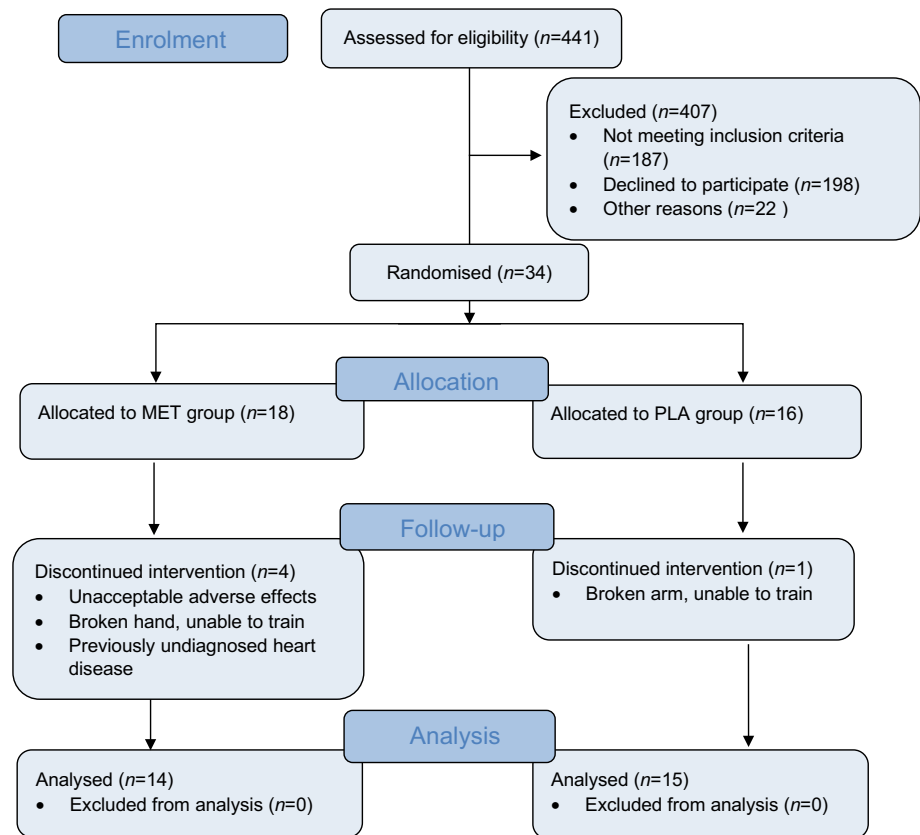 Enrolment
Assessed for eligibility (n=441)
Excluded (n=407)
• Not meeting inclusion criteria
(n=187)
• Declined to participate (n=198)
• Other reasons (n=22 )
Randomised (n=34)
Allocation
Allocated to MET group (n=18)
Allocated to PLA group (n=16)
Follow-up
Discontinued intervention (n=4)
• Unacceptable adverse effects
• Broken hand, unable to train
• Previously undiagnosed heart
disease
Discontinued intervention (n=1)
• Broken arm, unable to train
Analysis
Analysed (n=14)
• Excluded from analysis (n=0)
Analysed (n=15)
• Excluded from analysis (n=0)